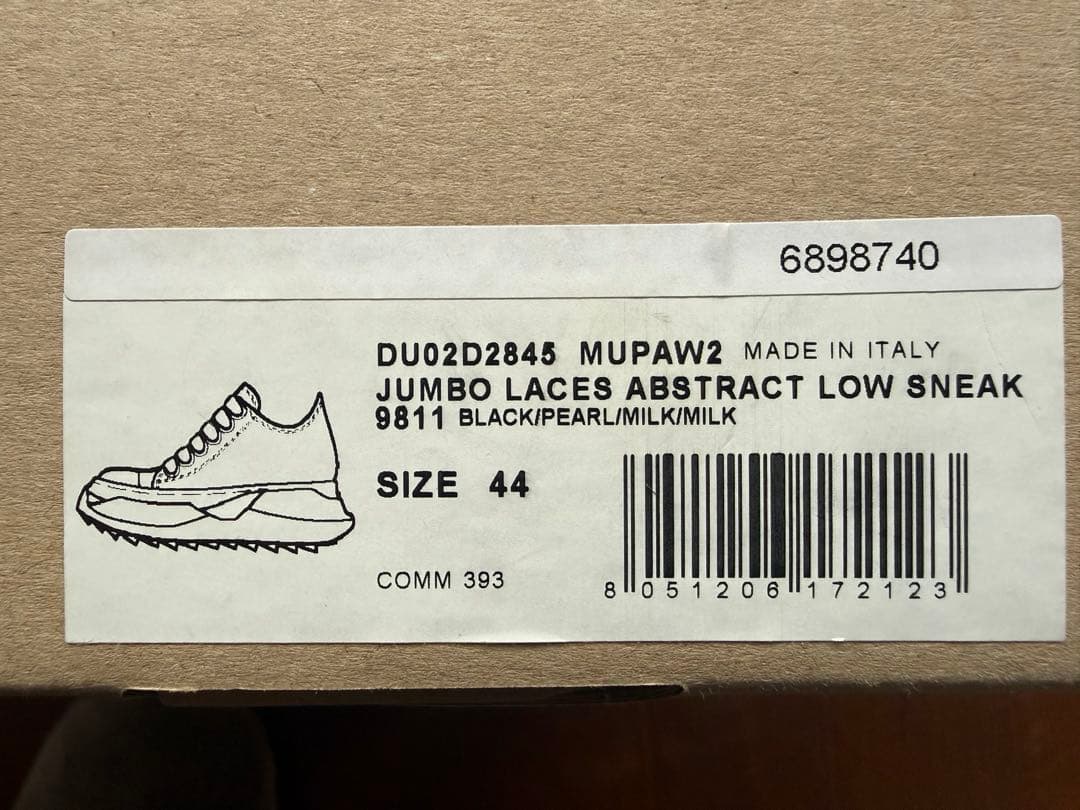 6898740
DU02D2845 MUPAW2 MADE IN ITALY
JUMBO LACES ABSTRACT LOW SNEAK
9811 BLACK/PEARL/MILK/MILK
SIZE 44
COMM 393
8 051206 172123